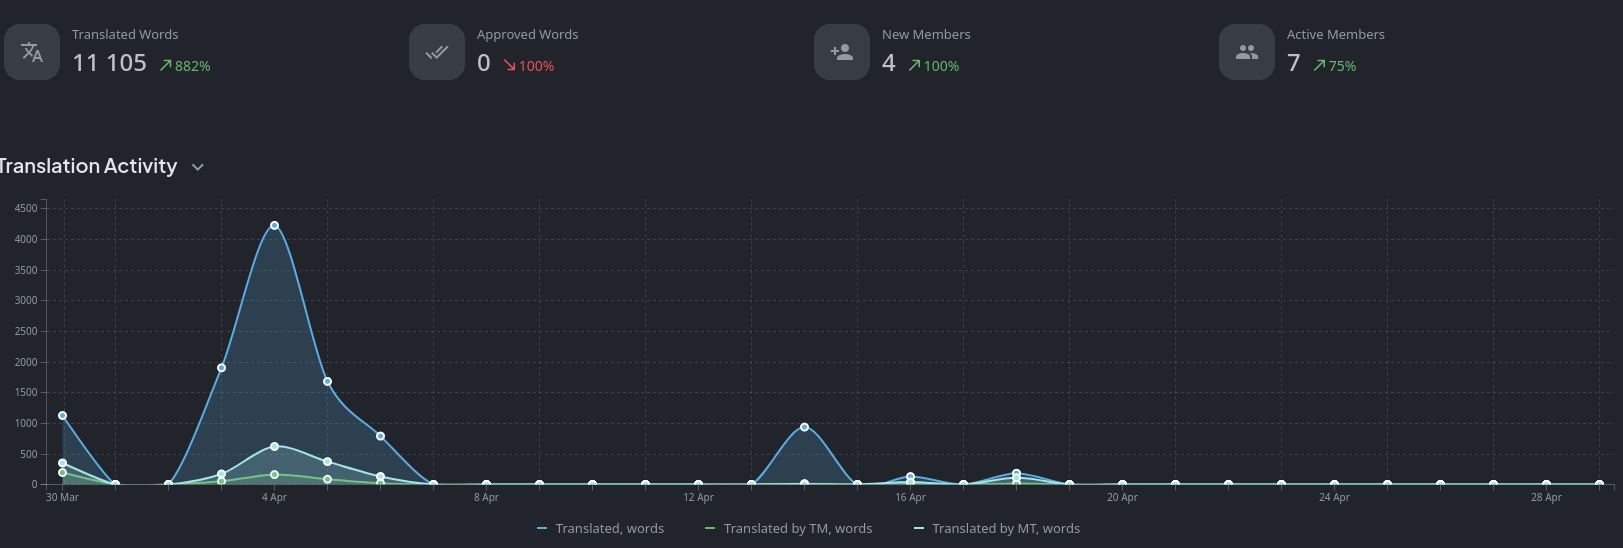 Translated Words
11 105 882%
Approved Words
0 100%
New Members
4 100%
Active Members
7 75%
Translation Activity
4500
4000
3500
3000
2500
2000
1500
1000
500
0
30 Mar 4 Apr 8 Apr 12 Apr 16 Apr 20 Apr 24 Apr 28 Apr
Translated, words Translated by TM, words Translated by MT, words